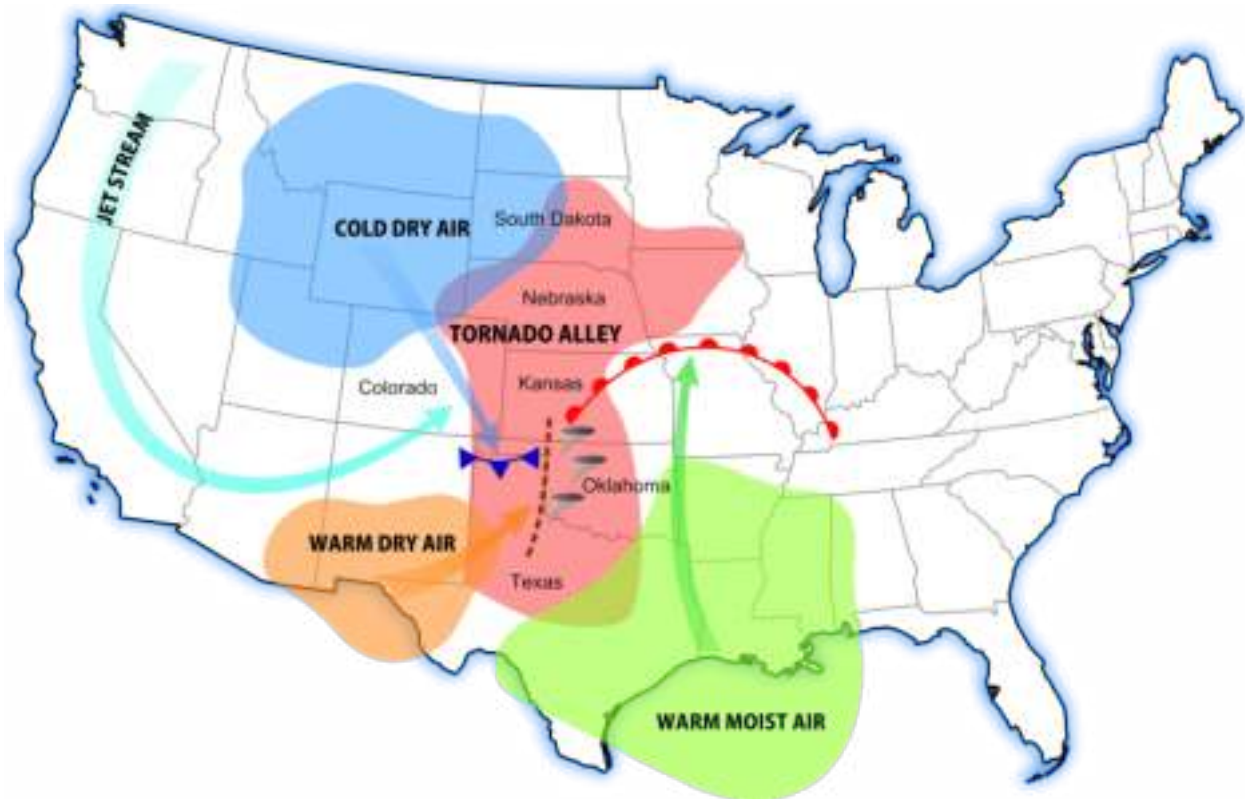 JET STREAM
COLD DRY AIR
South Dakota
Nebraska
TORNADO ALLEY
Colorado
Kansas
Oklahoma
WARM DRY AIR
Texas
WARM MOIST AIR